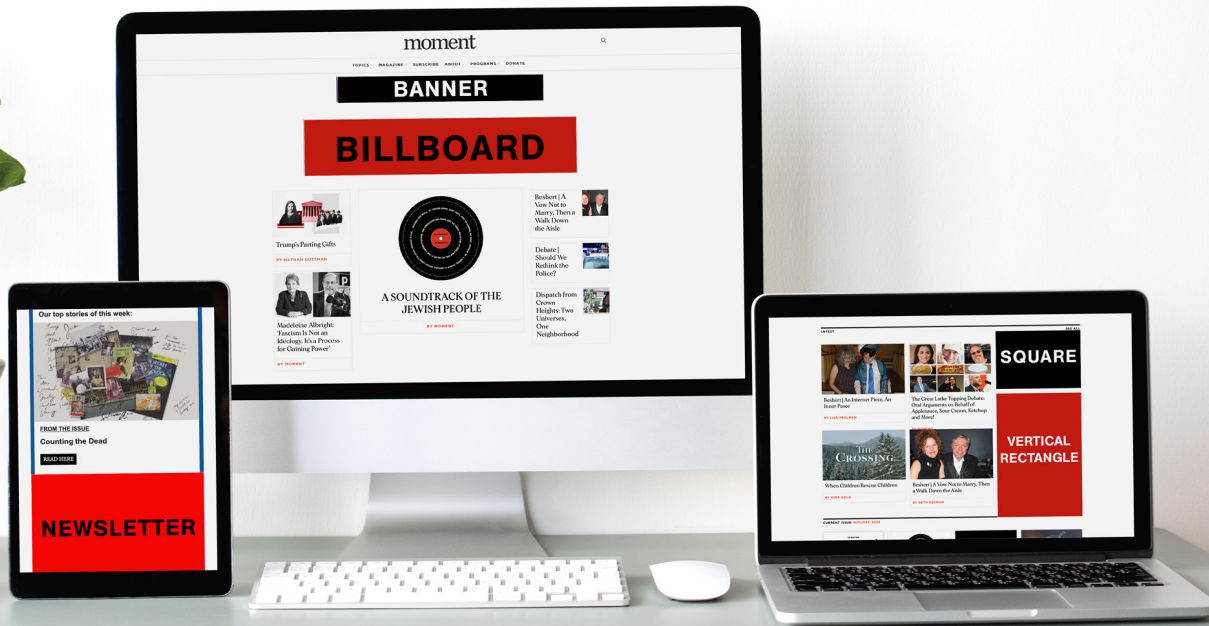 moment
TOPICS MAGAZINE SUBSCRIBE ABOUT PROGRAMS DONATE
BANNER
BILLBOARD
Trump's Parting Gifts
BY NATHAN GUTTMAN
Madeleine Albright:
'Fascism Is Not an
Ideology. It's a Process
for Gaining Power'
BY MOMENT
A SOUNDTRACK OF THE
JEWISH PEOPLE
BY MOMENT
Beshert | A
Vow Not to
Marry, Then a
Walk Down
the Aisle
Debate |
Should We
Rethink the
Police?
Dispatch from
Crown
Heights: Two
Universes,
One
Neighborhood
Our top stories of this week:
FROM THE ISSUE
Counting the Dead
READ HERE
NEWSLETTER
LATEST
SEE ALL
Beshert | An Internet Piece, An
Inner Peace
BY LISA PRULMAN
The Great Latke Topping Debate:
Oral Arguments on Behalf of
Applesauce, Sour Cream, Ketchup
and More!
THE
CROSSING
When Children Rescue Children
BY NINA GOLD
Beshert | A Vow Not to Marry, Then
a Walk Down the Aisle
SQUARE
VERTICAL
RECTANGLE
CURRENT ISSUE: